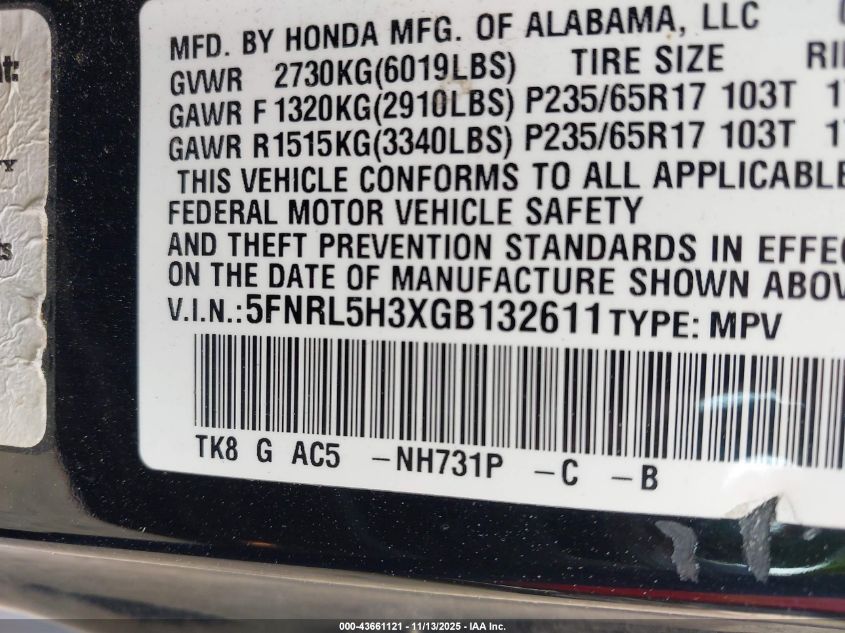 MFD. BY HONDA MFG. OF ALABAMA, LLC
GVWR 2730KG(6019LBS) TIRE SIZE
GAWR F 1320KG(2910LBS) P235/65R17 103T
GAWR R1515KG(3340LBS) P235/65R17 103T
THIS VEHICLE CONFORMS TO ALL APPLICABLE
FEDERAL MOTOR VEHICLE SAFETY
AND THEFT PREVENTION STANDARDS IN EFFEC
ON THE DATE OF MANUFACTURE SHOWN ABOV
V.I.N.:5FNRL5H3XGB132611 TYPE: MPV
TK8 G AC5 -NH731P -C -B
000-43661121 - 11/13/2025 - IAA Inc.